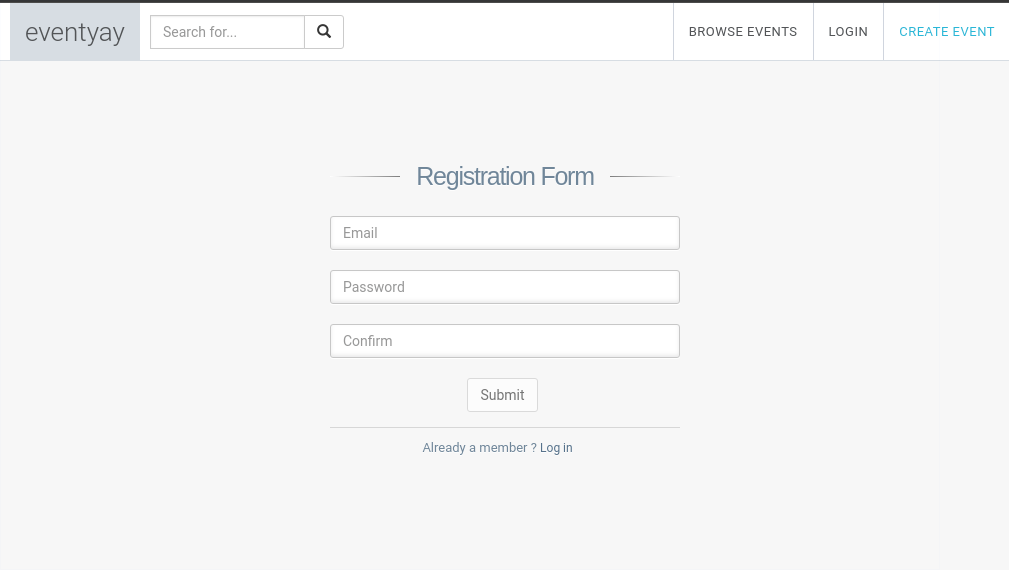 eventyay
Search for...
BROWSE EVENTS
LOGIN
CREATE EVENT
Registration Form
Email
Password
Confirm
Submit
Already a member ? Log in